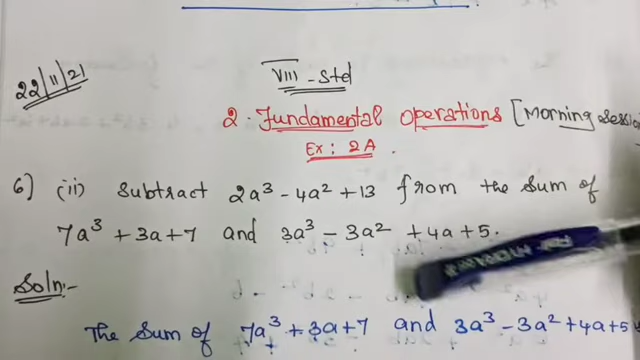 22/11/21
VIII - Std
2. Fundamental Operations [Morning Session
Ex: 2A.
6) (ii) Subtract 2a³ - 4a² + 13 from the sum of
7a³ + 3a + 7 and 3a³ - 3a² + 4a + 5.
Soln:-
The Sum of 7a³ + 3a + 7 and 3a³ - 3a² + 4a + 5